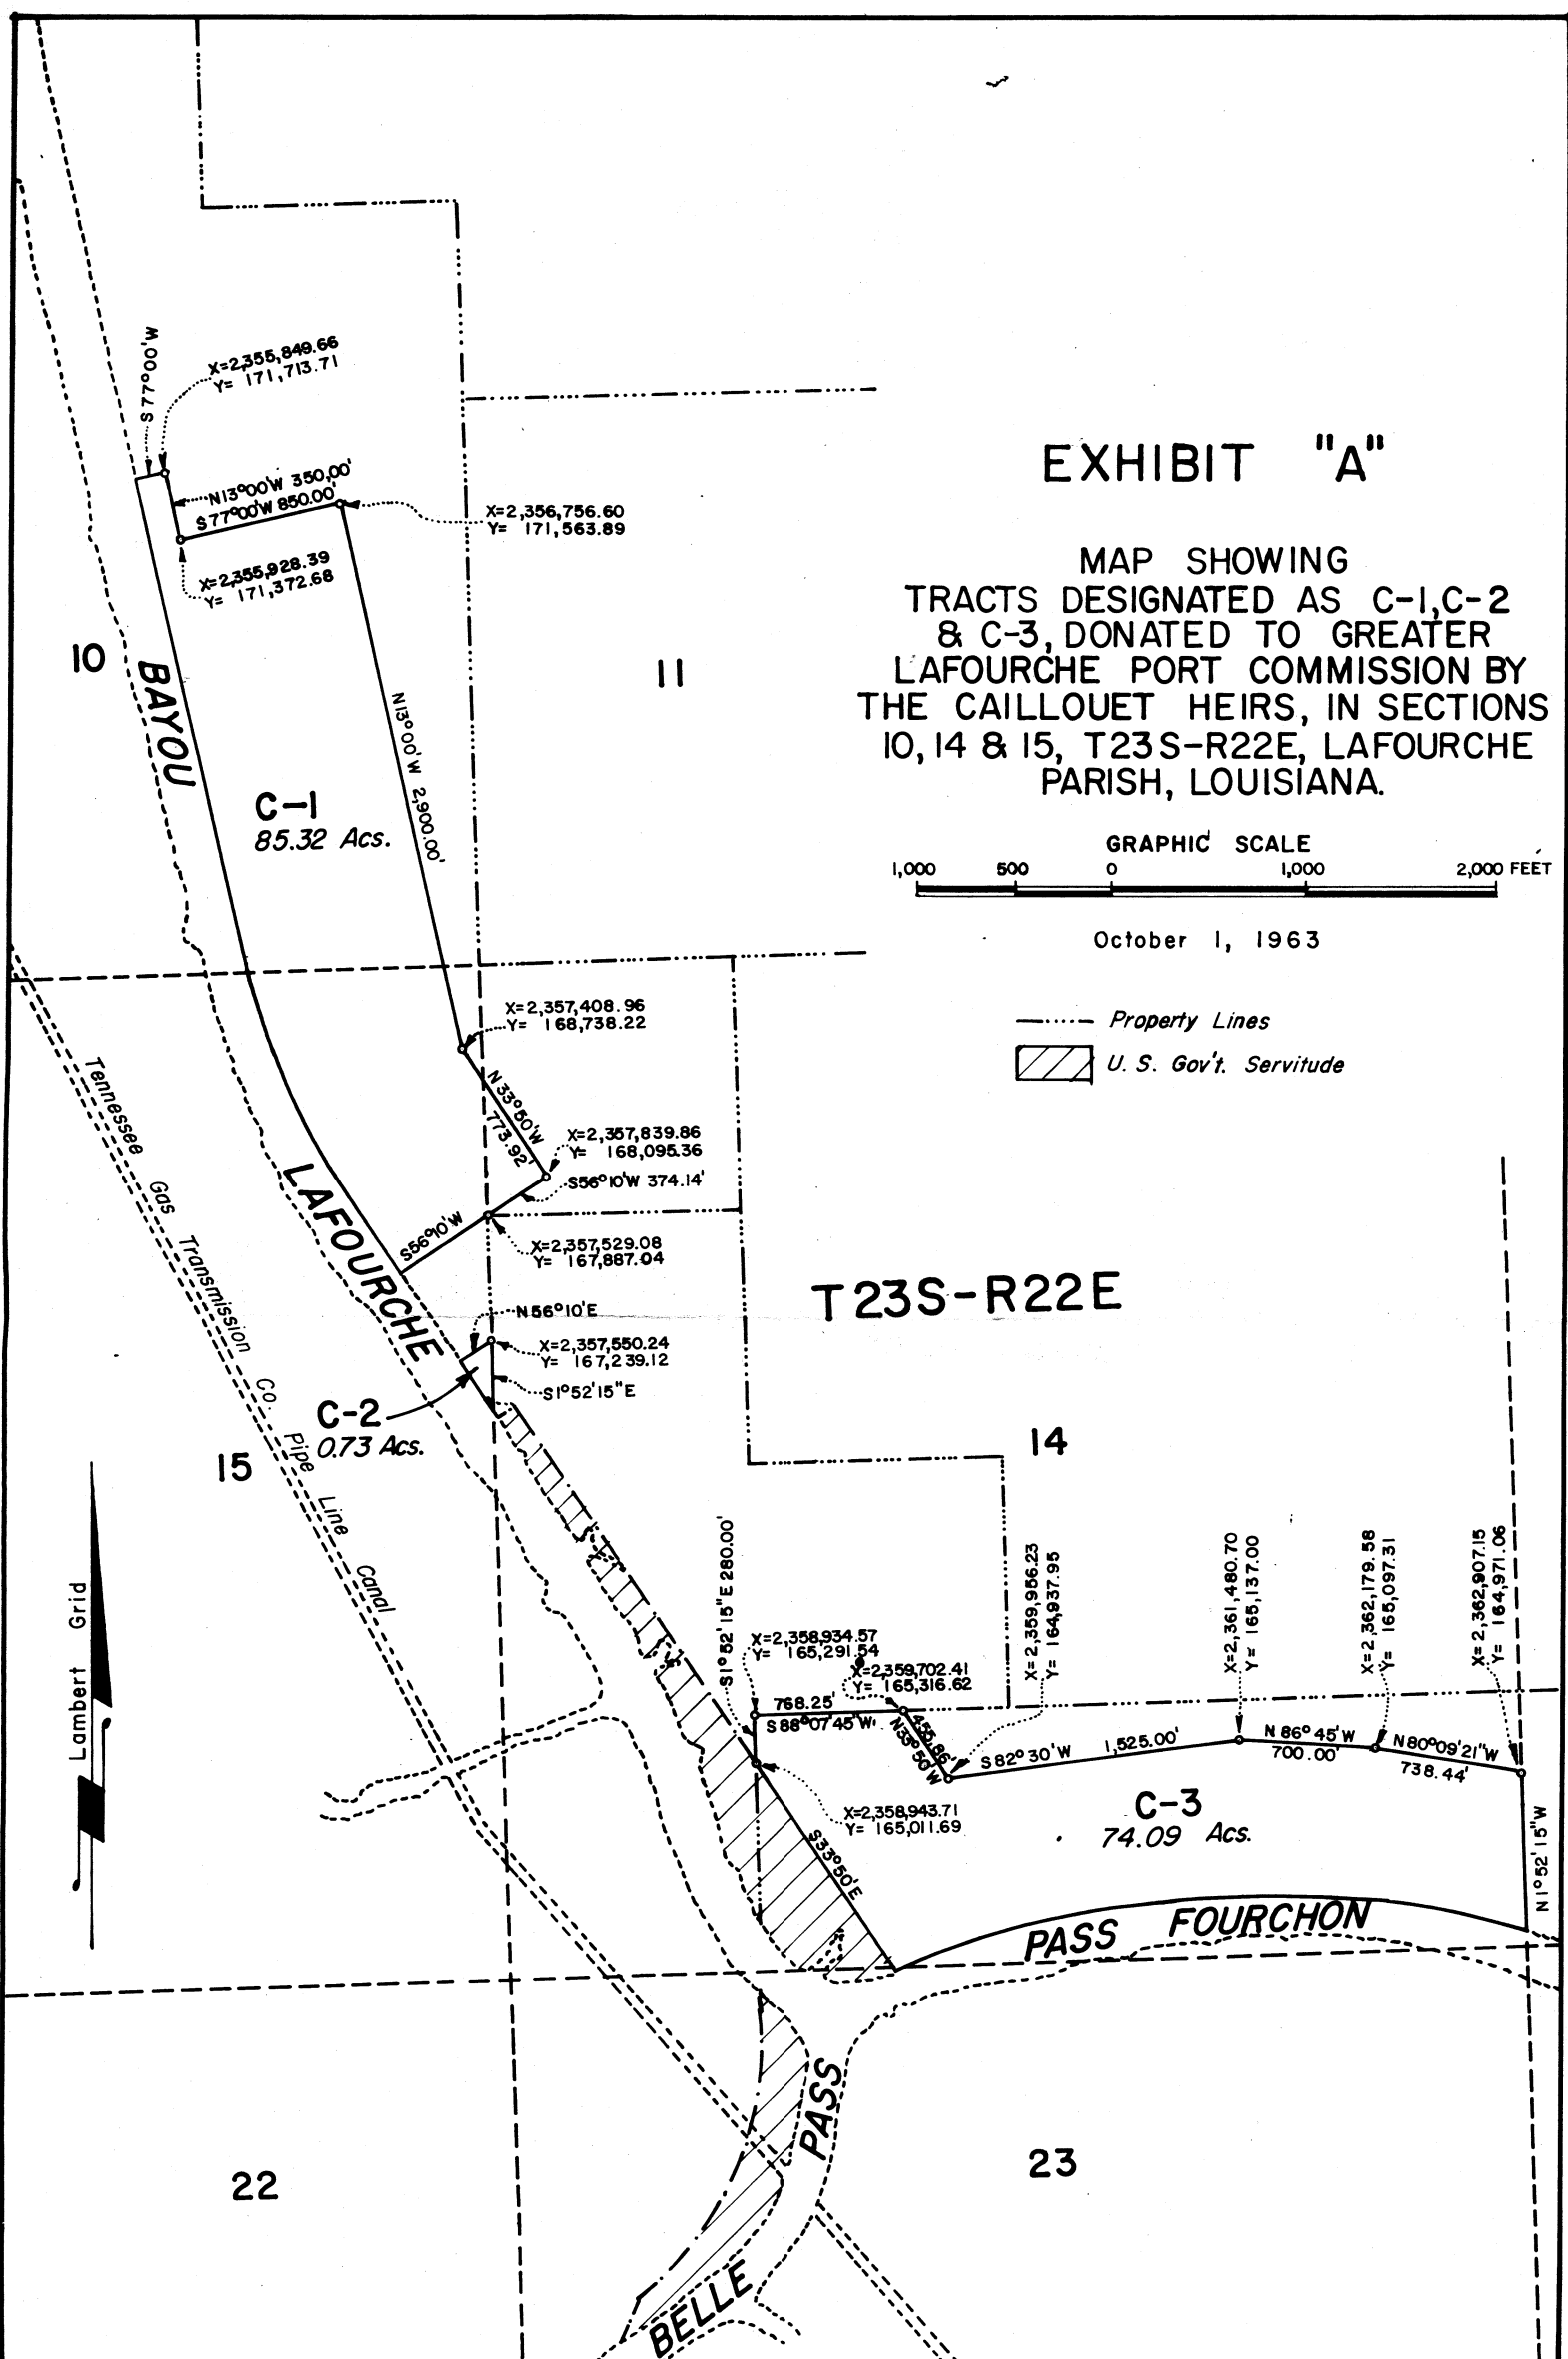 EXHIBIT "A"
MAP SHOWING
TRACTS DESIGNATED AS C-1, C-2
& C-3, DONATED TO GREATER
LAFOURCHE PORT COMMISSION BY
THE CAILLOUET HEIRS, IN SECTIONS
10, 14 & 15, T23S-R22E, LAFOURCHE
PARISH, LOUISIANA.
GRAPHIC SCALE
1,000 500 0 1,000 2,000 FEET
October 1, 1963
Property Lines
U. S. Gov't. Servitude
S 77°00'W
X=2,355,849.66
Y= 171,713.71
N13°00'W 350.00'
S 77°00'W 850.00'
X=2,356,756.60
Y= 171,563.89
X=2,355,928.39
Y= 171,372.68
10
11
BAYOU
N13°00'W 2,900.00'
C-1
85.32 Acs.
X=2,357,408.96
Y= 168,738.22
N 33°50'W
773.92'
X=2,357,839.86
Y= 168,095.36
S56°10'W 374.14'
S56°10'W
X=2,357,529.08
Y= 167,887.04
LAFOURCHE
Tennessee Gas Transmission Co. Pipe Line Canal
T23S-R22E
N56°10'E
X=2,357,550.24
Y= 167,239.12
S1°52'15"E
C-2
0.73 Acs.
15
14
Lambert Grid
S1°52'15"E 280.00'
X=2,358,934.57
Y= 165,291.54
X=2,359,702.41
Y= 165,316.62
768.25'
S 88°07'45"W
455.86'
N33°50'W
X=2,359,956.23
Y= 164,937.95
X=2,361,480.70
Y= 165,137.00
X=2,362,179.58
Y= 165,097.31
X=2,362,907.15
Y= 164,971.06
S 82°30'W 1,525.00'
N 86°45'W
700.00'
N80°09'21"W
738.44'
X=2,358,943.71
Y= 165,011.69
C-3
74.09 Acs.
S33°50'E
N1°52'15"W
PASS FOURCHON
PASS
BELLE
22
23